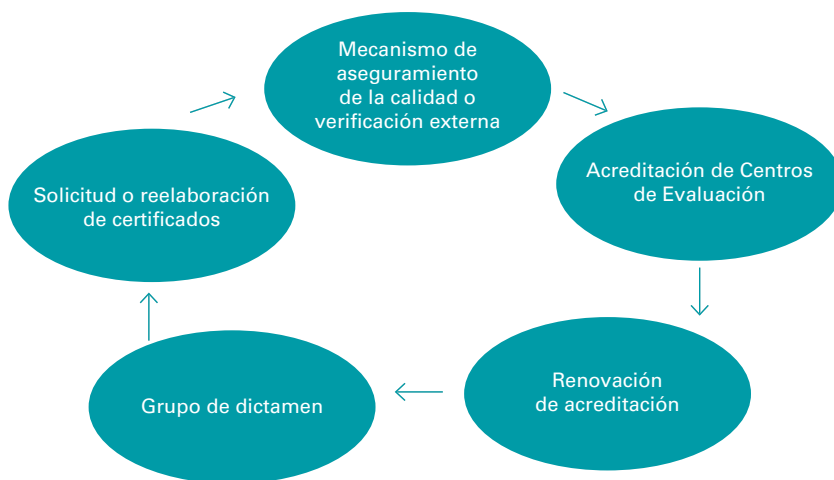 Mecanismo de
aseguramiento
de la calidad o
verificación externa
Acreditación de Centros
de Evaluación
Renovación
de acreditación
Grupo de dictamen
Solicitud o reelaboración
de certificados